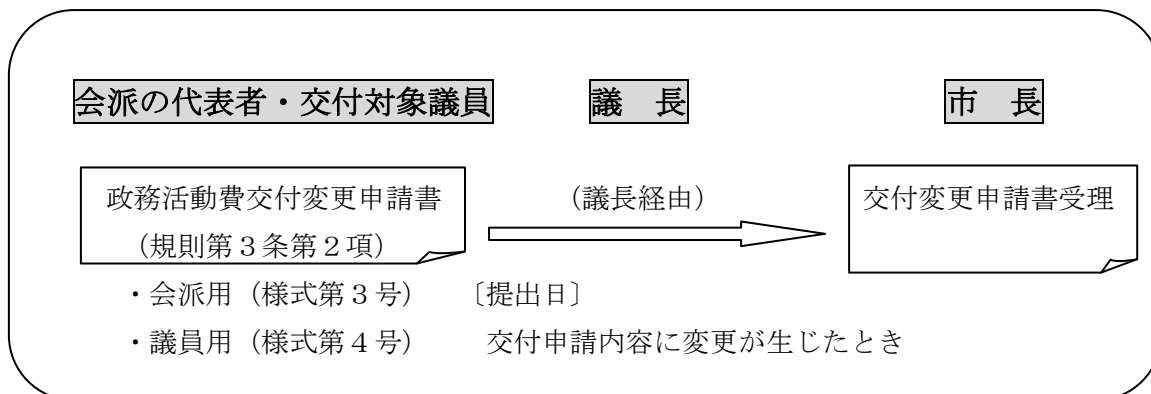 会派の代表者・交付対象議員　議　長　市　長
政務活動費交付変更申請書　（議長経由）　交付変更申請書受理
（規則第３条第２項）
・会派用（様式第３号）　〔提出日〕
・議員用（様式第４号）　交付申請内容に変更が生じたとき